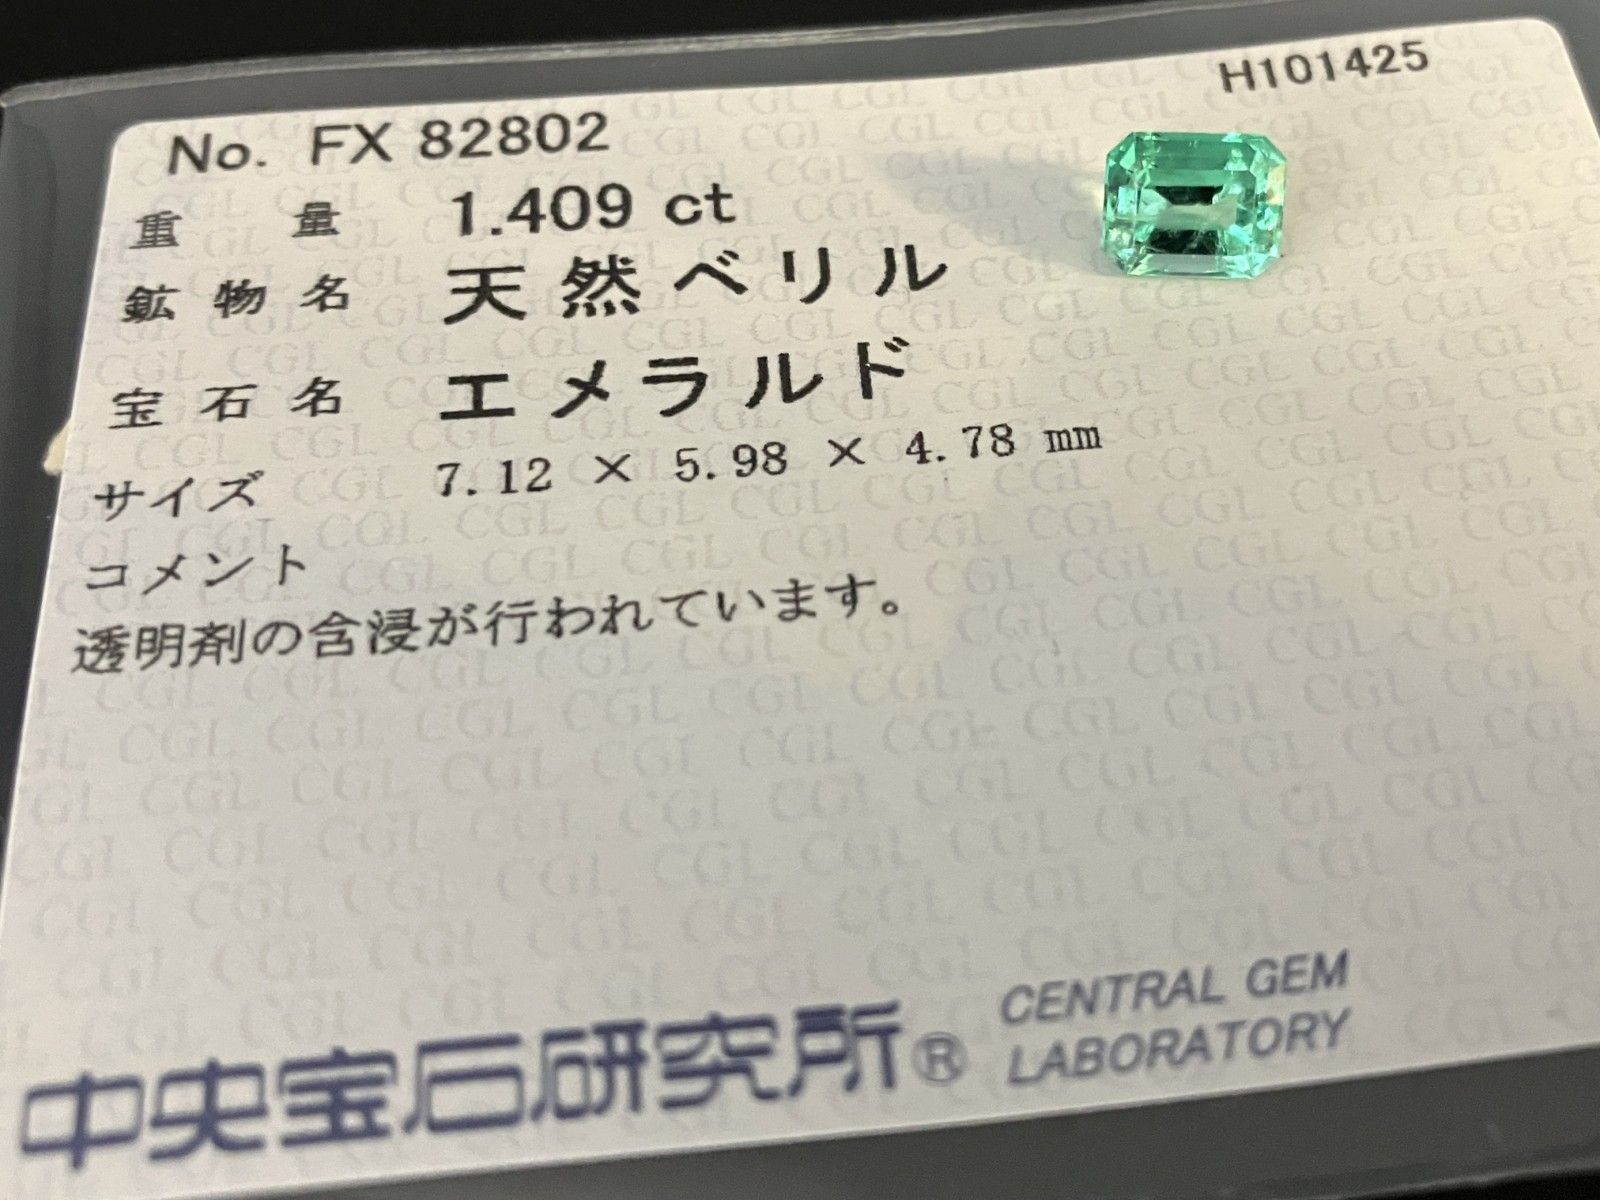 H101425
No. FX 82802
重量 1.409 ct
鉱物名 天然ベリル
宝石名 エメラルド
サイズ 7.12 × 5.98 × 4.78 mm
コメント
透明剤の含浸が行われています。
中央宝石研究所® CENTRAL GEM
LABORATORY